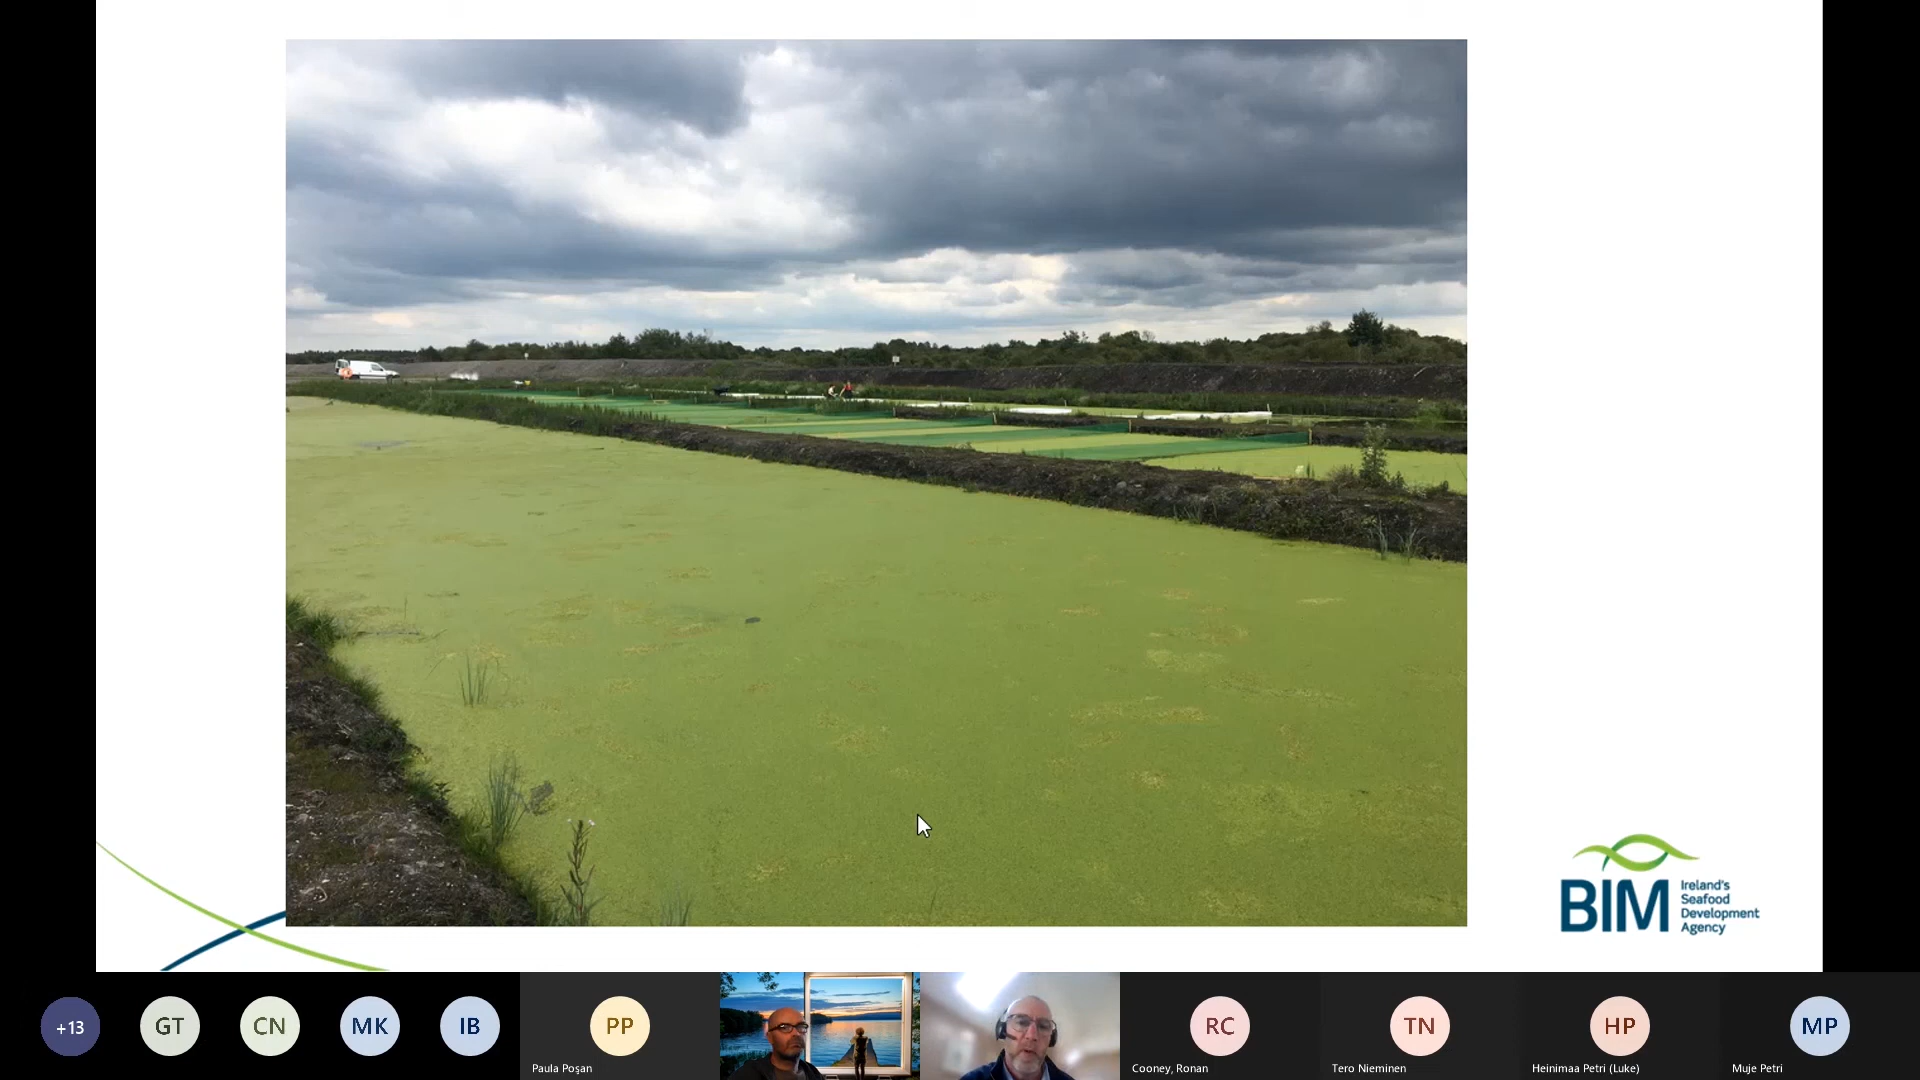 BIM
Ireland's
Seafood
Development
Agency
+13
GT
CN
MK
IB
PP
RC
TN
HP
MP
Paula Poşan
Cooney, Ronan
Tero Nieminen
Heinimaa Petri (Luke)
Muje Petri